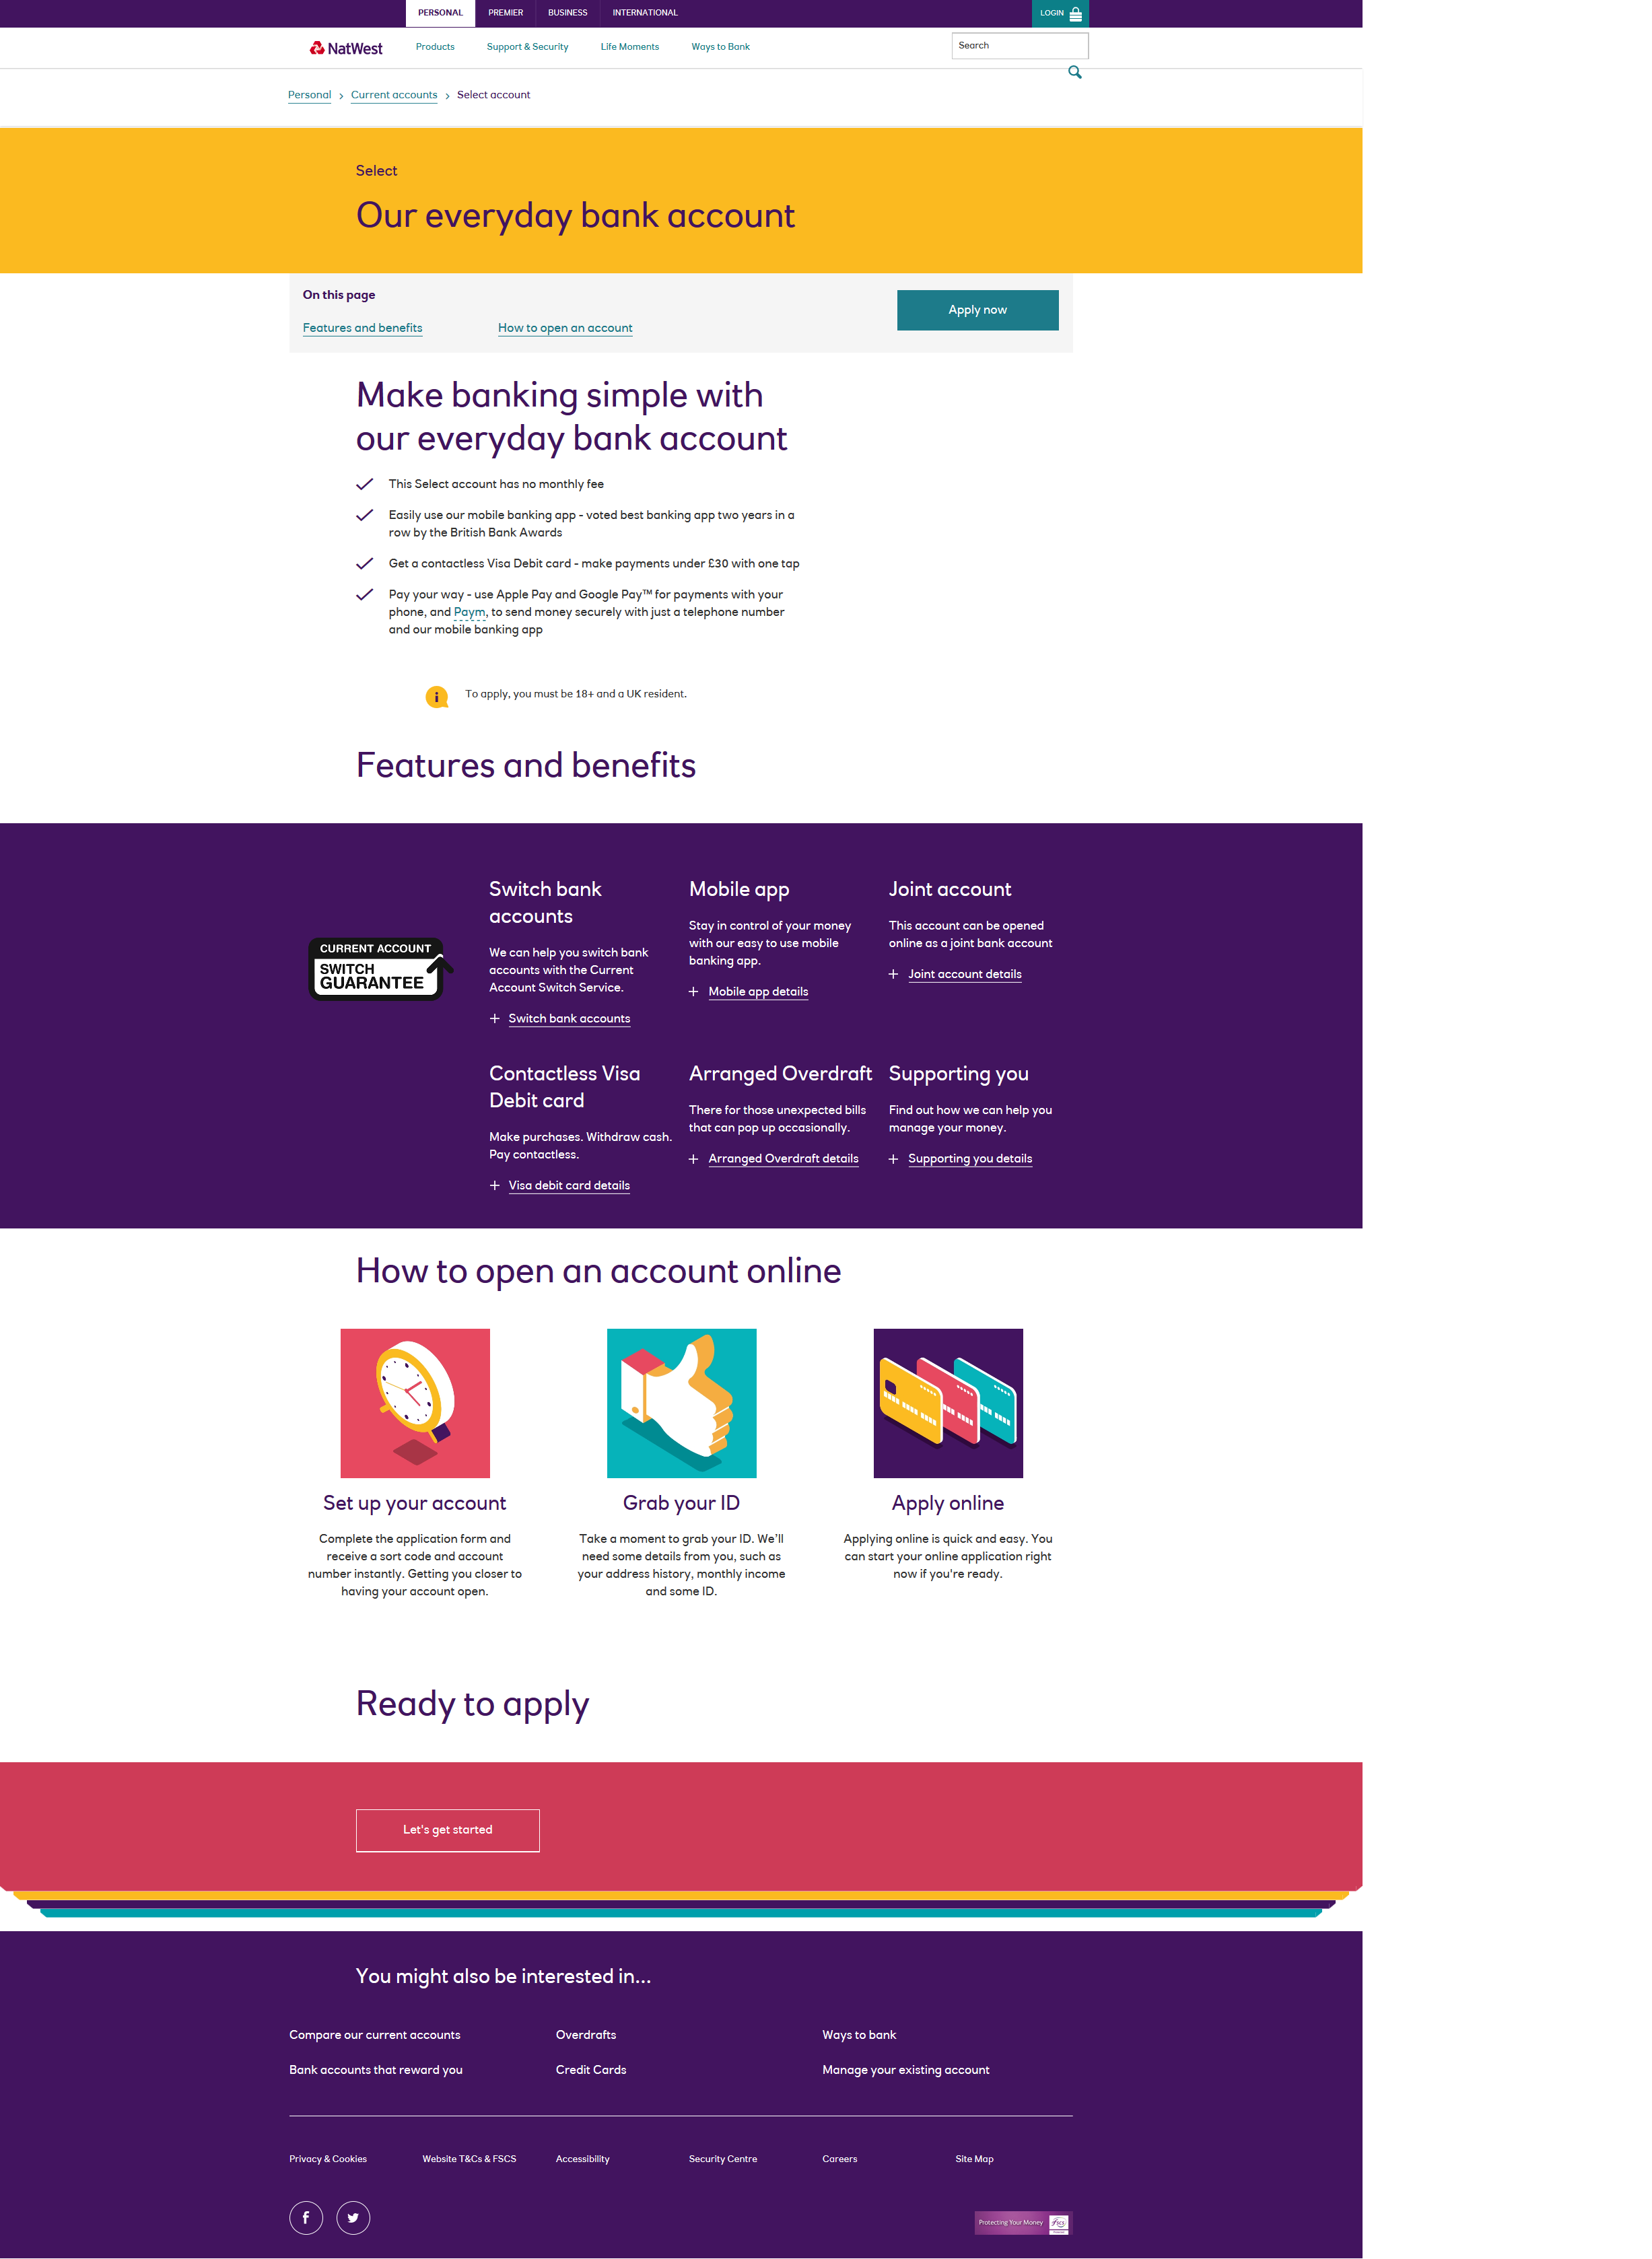 PERSONAL
PREMIER
BUSINESS
INTERNATIONAL
LOGIN
NatWest
Products
Support & Security
Life Moments
Ways to Bank
Search
Personal
Current accounts
Select account
Select
Our everyday bank account
On this page
Features and benefits
How to open an account
Apply now
Make banking simple with
our everyday bank account
This Select account has no monthly fee
Easily use our mobile banking app - voted best banking app two years in a
row by the British Bank Awards
Get a contactless Visa Debit card - make payments under £30 with one tap
Pay your way - use Apple Pay and Google Pay™ for payments with your
phone, and Paym, to send money securely with just a telephone number
and our mobile banking app
To apply, you must be 18+ and a UK resident.
Features and benefits
CURRENT ACCOUNT
SWITCH
GUARANTEE
Switch bank
accounts
We can help you switch bank
accounts with the Current
Account Switch Service.
Switch bank accounts
Mobile app
Stay in control of your money
with our easy to use mobile
banking app.
Mobile app details
Joint account
This account can be opened
online as a joint bank account
Joint account details
Contactless Visa
Debit card
Make purchases. Withdraw cash.
Pay contactless.
Visa debit card details
Arranged Overdraft
There for those unexpected bills
that can pop up occasionally.
Arranged Overdraft details
Supporting you
Find out how we can help you
manage your money.
Supporting you details
How to open an account online
Set up your account
Complete the application form and
receive a sort code and account
number instantly. Getting you closer to
having your account open.
Grab your ID
Take a moment to grab your ID. We'll
need some details from you, such as
your address history, monthly income
and some ID.
Apply online
Applying online is quick and easy. You
can start your online application right
now if you're ready.
Ready to apply
Let's get started
You might also be interested in...
Compare our current accounts
Overdrafts
Ways to bank
Bank accounts that reward you
Credit Cards
Manage your existing account
Privacy & Cookies
Website T&Cs & FSCS
Accessibility
Security Centre
Careers
Site Map
Protecting Your Money